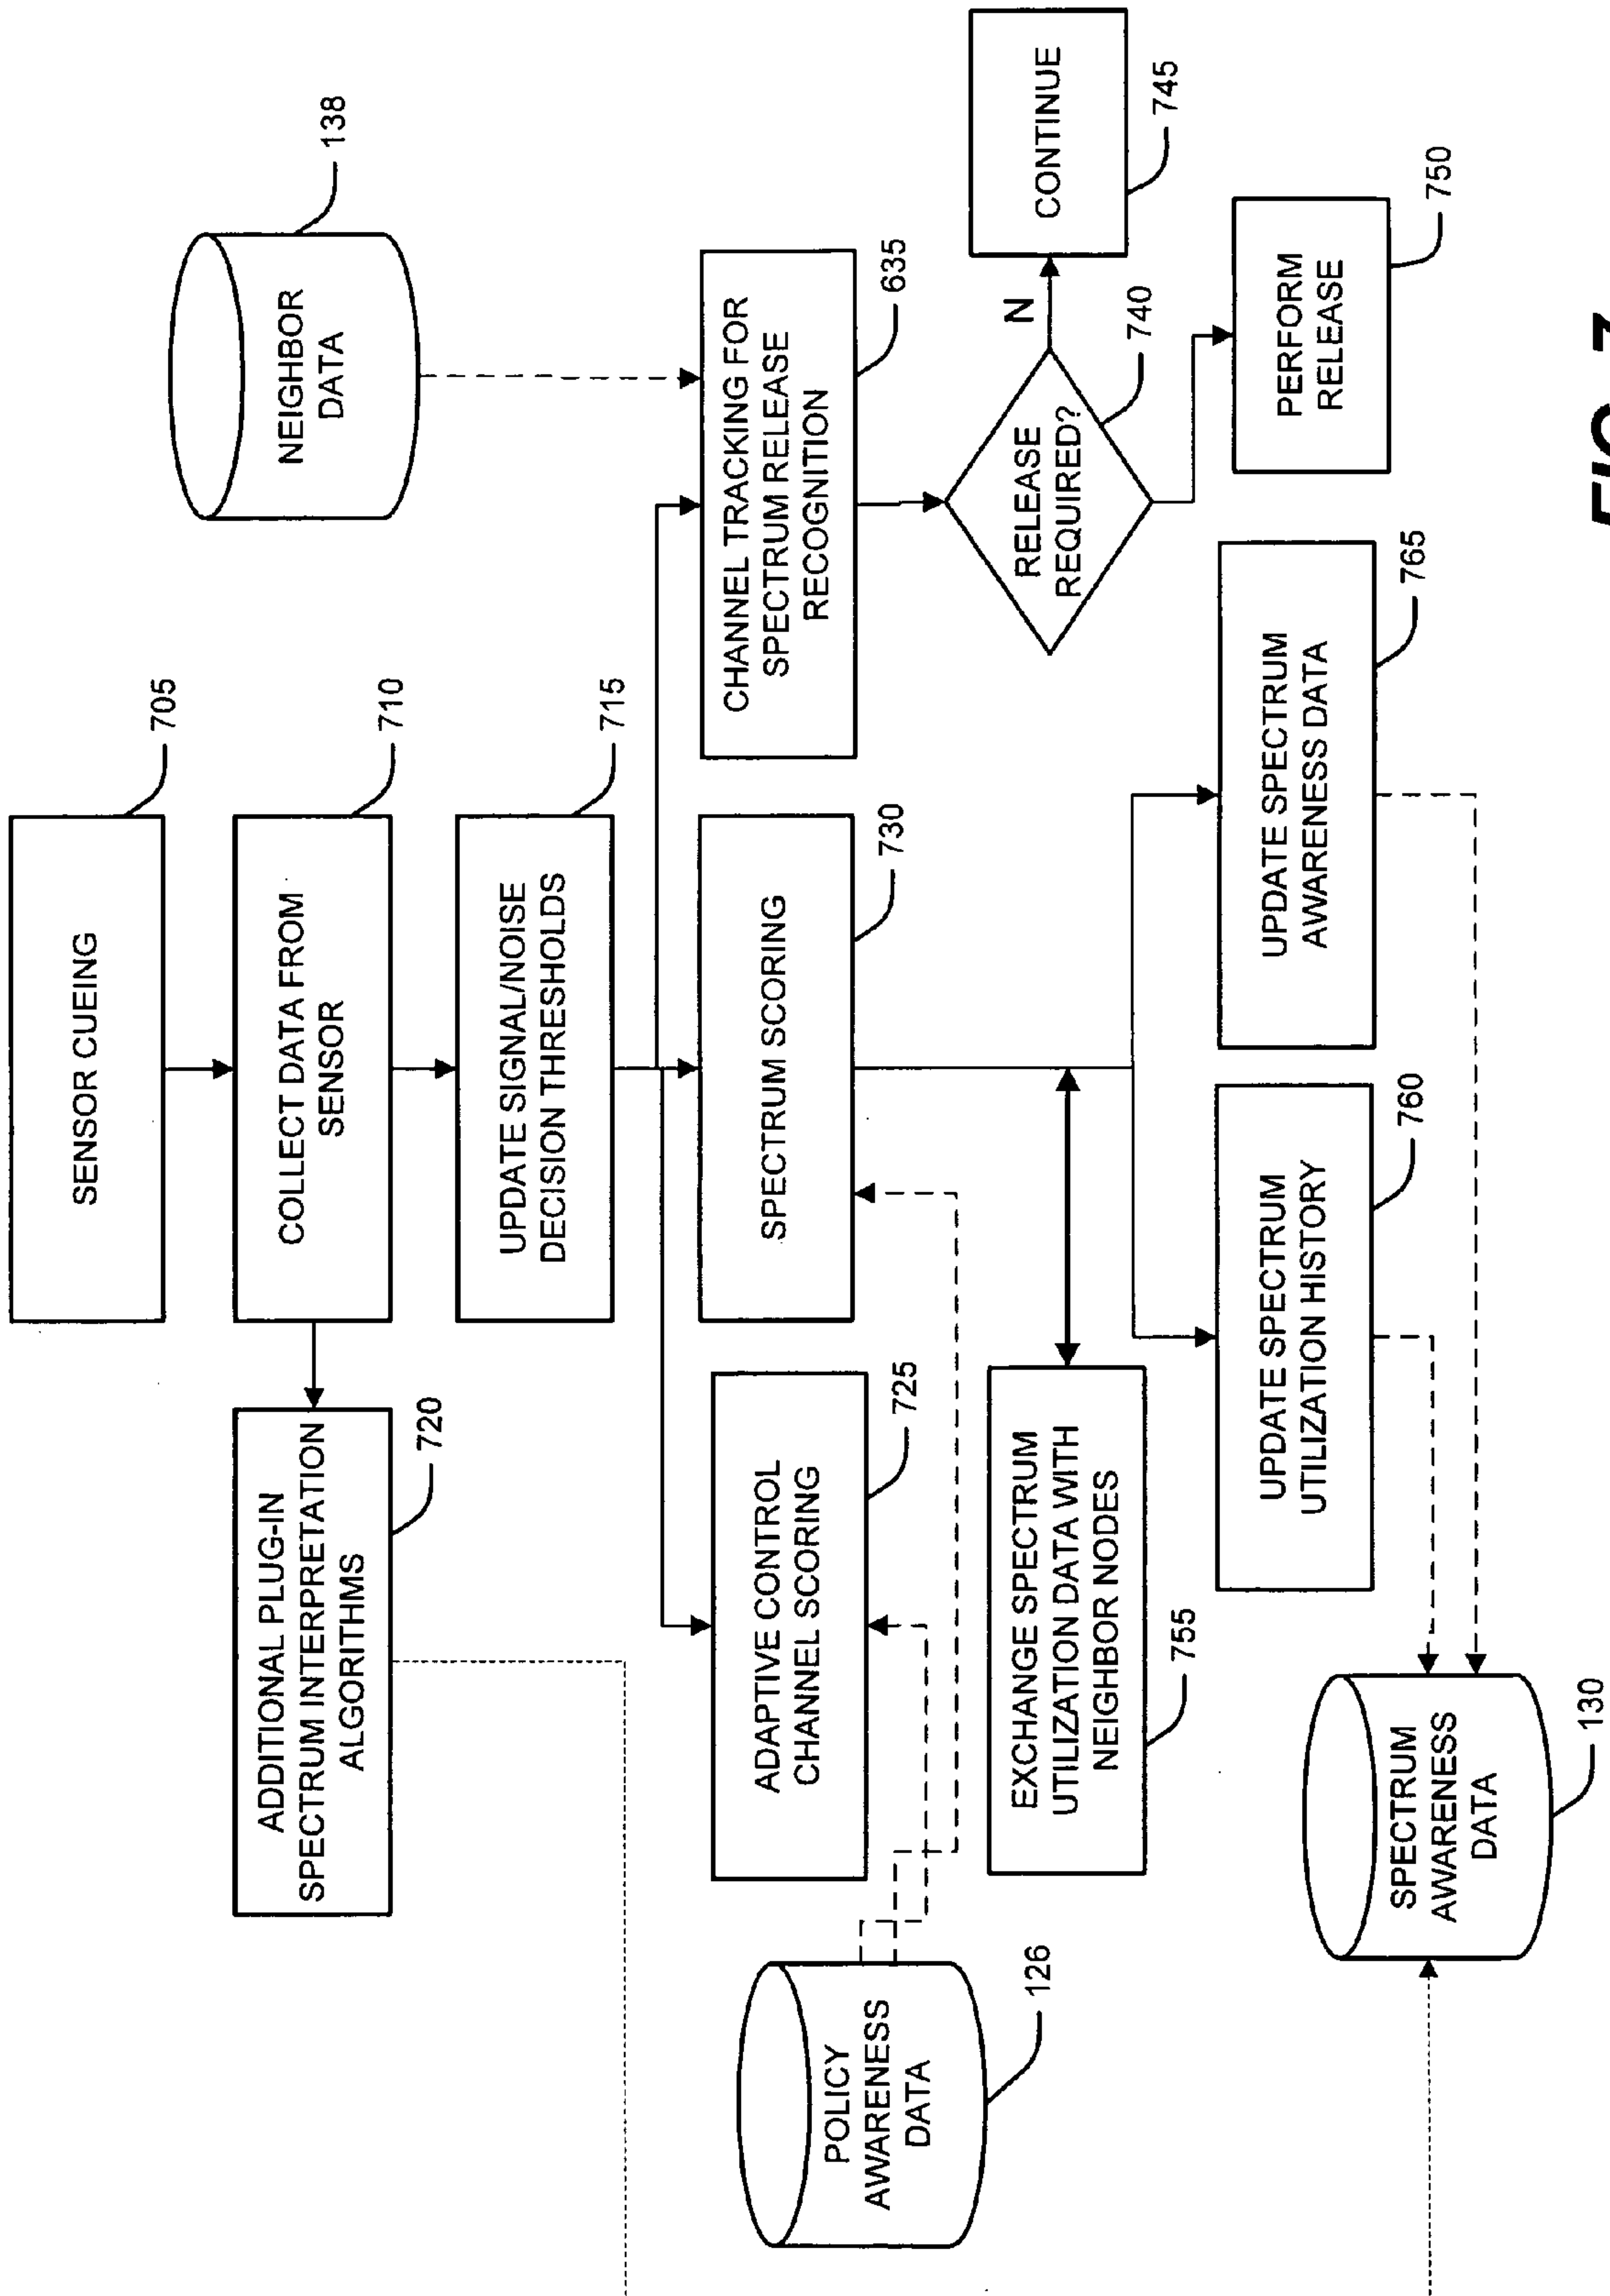 SENSOR CUEING
705
COLLECT DATA FROM
SENSOR
710
ADDITIONAL PLUG-IN
SPECTRUM INTERPRETATION
ALGORITHMS
720
UPDATE SIGNAL/NOISE
DECISION THRESHOLDS
715
NEIGHBOR
DATA
138
POLICY
AWARENESS
DATA
126
ADAPTIVE CONTROL
CHANNEL SCORING
725
SPECTRUM SCORING
730
CHANNEL TRACKING FOR
SPECTRUM RELEASE
RECOGNITION
635
EXCHANGE SPECTRUM
UTILIZATION DATA WITH
NEIGHBOR NODES
755
RELEASE
REQUIRED?
740
N
CONTINUE
745
UPDATE SPECTRUM
UTILIZATION HISTORY
760
UPDATE SPECTRUM
AWARENESS DATA
765
PERFORM
RELEASE
750
SPECTRUM
AWARENESS
DATA
130